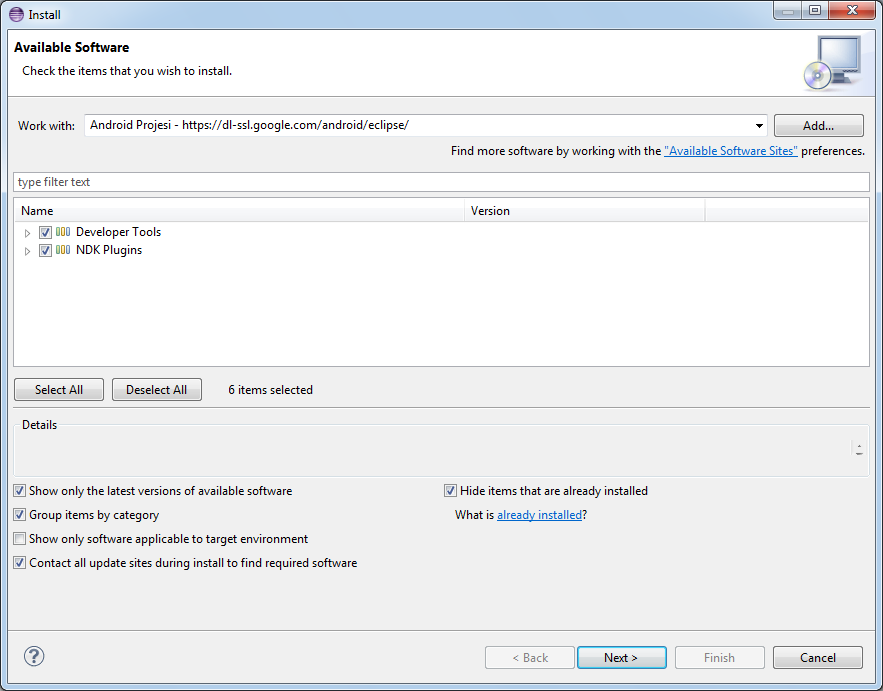 Install
Available Software
Check the items that you wish to install.
Work with: Android Projesi - https://dl-ssl.google.com/android/eclipse/ Add...
Find more software by working with the "Available Software Sites" preferences.
type filter text
Name Version
Developer Tools
NDK Plugins
Select All Deselect All 6 items selected
Details
Show only the latest versions of available software Hide items that are already installed
Group items by category What is already installed?
Show only software applicable to target environment
Contact all update sites during install to find required software
? < Back Next > Finish Cancel